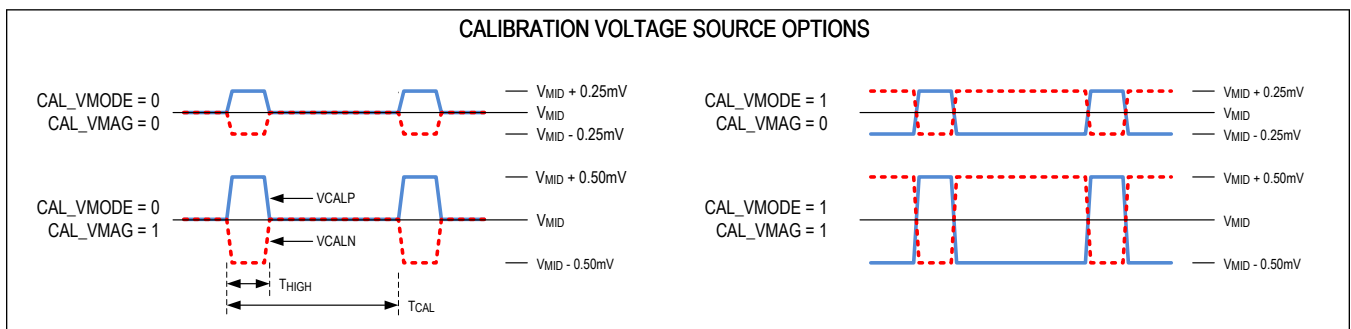 CALIBRATION VOLTAGE SOURCE OPTIONS
CAL_VMODE = 0
CAL_VMAG = 0
VMID + 0.25mV
VMID
VMID - 0.25mV
CAL_VMODE = 0
CAL_VMAG = 1
VCALP
VCALN
VMID + 0.50mV
VMID
VMID - 0.50mV
THIGH
TCAL
CAL_VMODE = 1
CAL_VMAG = 0
VMID + 0.25mV
VMID
VMID - 0.25mV
CAL_VMODE = 1
CAL_VMAG = 1
VMID + 0.50mV
VMID
VMID - 0.50mV